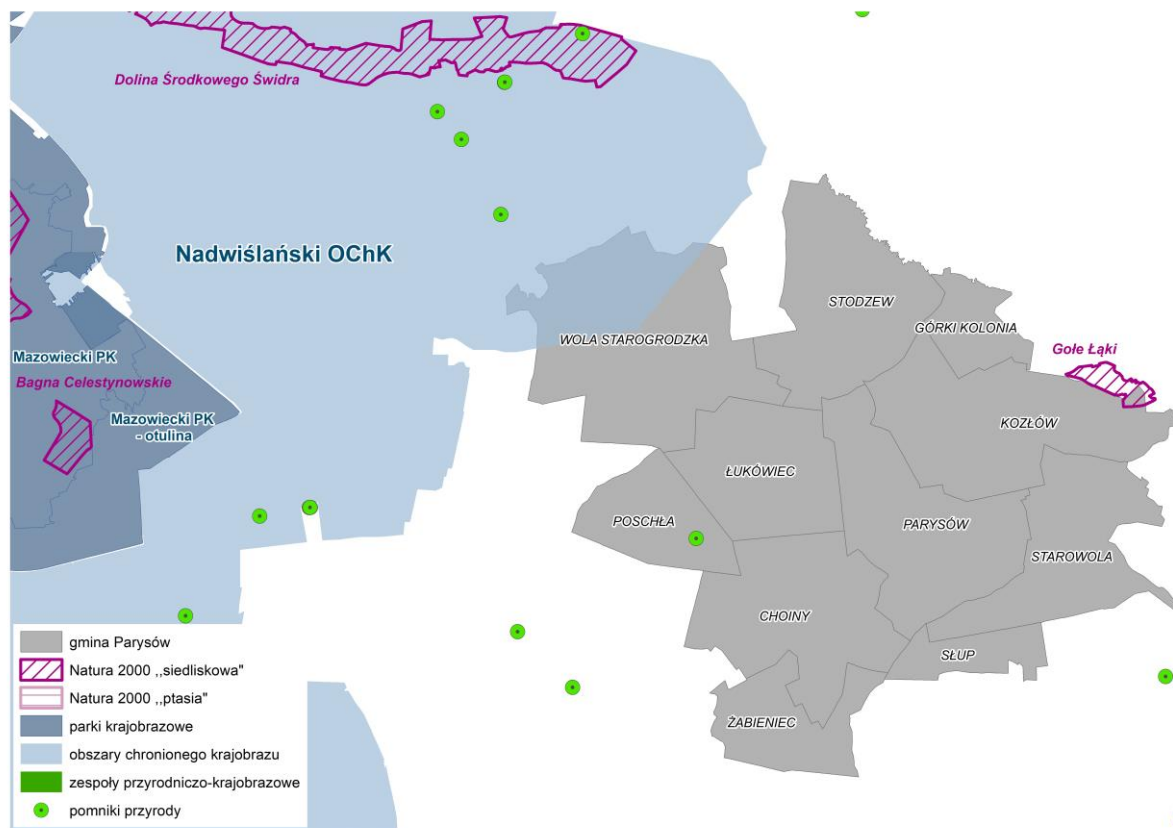 Dolina Środkowego Świdra
Nadwiślański OChK
STODZEW
GÓRKI KOLONIA
WOLA STAROGRODZKA
Gołe Łąki
Mazowiecki PK
Bagna Celestynowskie
Mazowiecki PK
- otulina
KOZŁÓW
ŁUKÓWIEC
POSCHŁA
PARYSÓW
STAROWOLA
CHOINY
SŁUP
ŻABIENIEC
gmina Parysów
Natura 2000 ,,siedliskowa"
Natura 2000 ,,ptasia"
parki krajobrazowe
obszary chronionego krajobrazu
zespoły przyrodniczo-krajobrazowe
pomniki przyrody